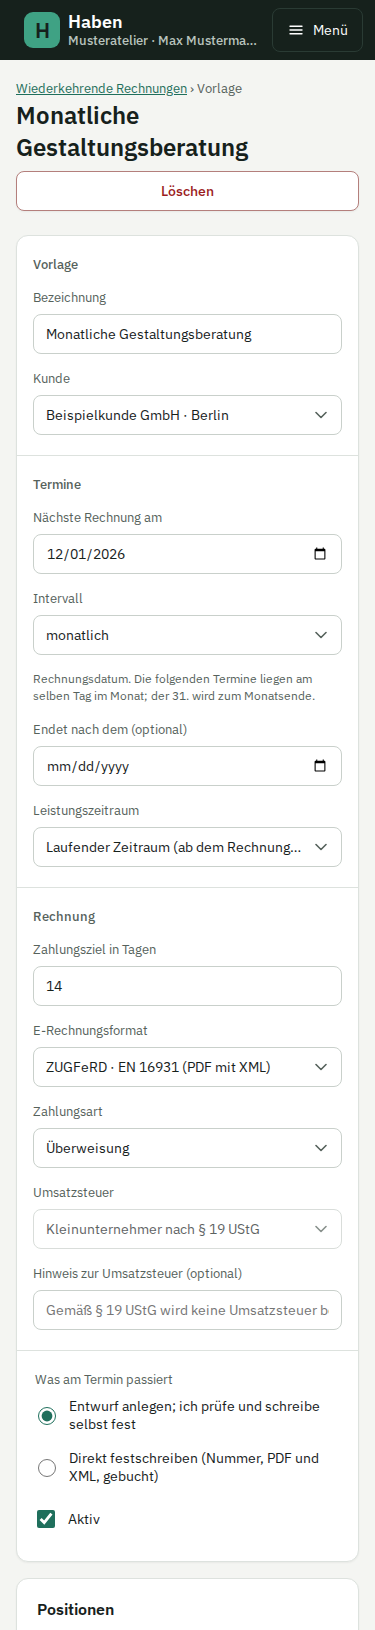 H
Haben
Musteratelier · Max Musterma...
Menü
Wiederkehrende Rechnungen › Vorlage
Monatliche
Gestaltungsberatung
Löschen
Vorlage
Bezeichnung
Monatliche Gestaltungsberatung
Kunde
Beispielkunde GmbH · Berlin
Termine
Nächste Rechnung am
12/01/2026
Intervall
monatlich
Rechnungsdatum. Die folgenden Termine liegen am
selben Tag im Monat; der 31. wird zum Monatsende.
Endet nach dem (optional)
mm/dd/yyyy
Leistungszeitraum
Laufender Zeitraum (ab dem Rechnung...
Rechnung
Zahlungsziel in Tagen
14
E-Rechnungsformat
ZUGFeRD · EN 16931 (PDF mit XML)
Zahlungsart
Überweisung
Umsatzsteuer
Kleinunternehmer nach § 19 UStG
Hinweis zur Umsatzsteuer (optional)
Gemäß § 19 UStG wird keine Umsatzsteuer b
Was am Termin passiert
Entwurf anlegen; ich prüfe und schreibe
selbst fest
Direkt festschreiben (Nummer, PDF und
XML, gebucht)
Aktiv
Positionen